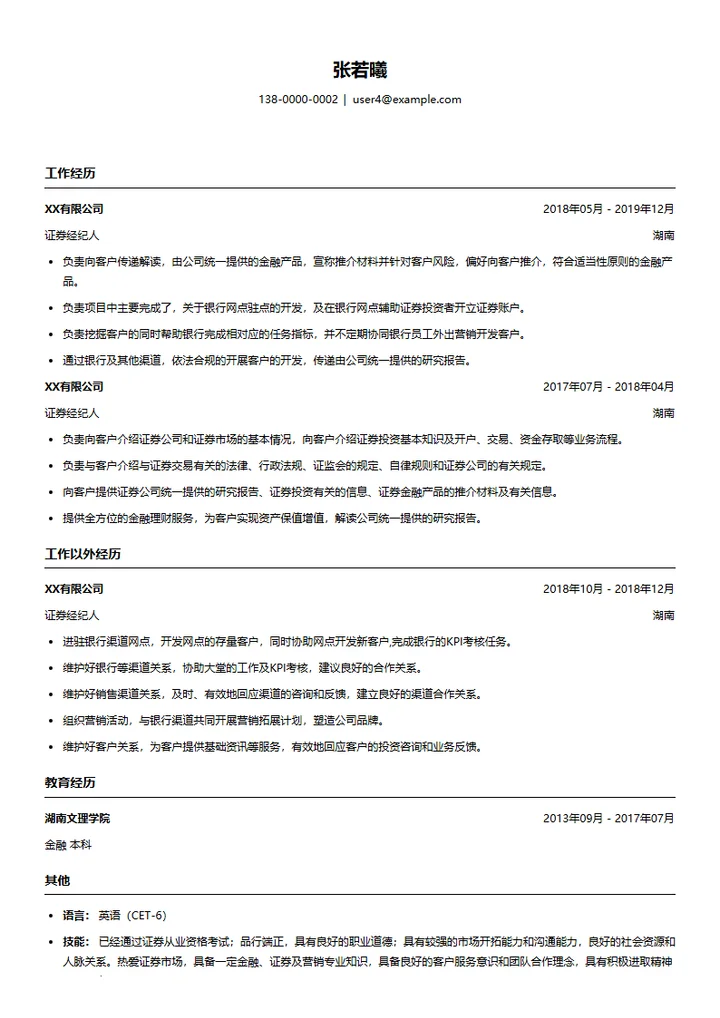 张若曦
138-0000-0002 | user4@example.com
工作经历
XX有限公司 2018年05月 - 2019年12月
证券经纪人 湖南
• 负责向客户传递解读，由公司统一提供的金融产品，宣称推介材料并针对客户风险，偏好向客户推介，符合适当性原则的金融产
品。
• 负责项目中主要完成了，关于银行网点驻点的开发，及在银行网点辅助证券投资者开立证券账户。
• 负责挖掘客户的同时帮助银行完成相对应的任务指标，并不定期协同银行员工外出营销开发客户。
• 通过银行及其他渠道，依法合规的开展客户的开发，传递由公司统一提供的研究报告。
XX有限公司 2017年07月 - 2018年04月
证券经纪人 湖南
• 负责向客户介绍证券公司和证券市场的基本情况，向客户介绍证券投资基本知识及开户、交易、资金存取等业务流程。
• 负责与客户介绍与证券交易有关的法律、行政法规、证监会的规定、自律规则和证券公司的有关规定。
• 向客户提供证券公司统一提供的研究报告、证券投资有关的信息、证券金融产品的推介材料及有关信息。
• 提供全方位的金融理财服务，为客户实现资产保值增值，解读公司统一提供的研究报告。
工作以外经历
XX有限公司 2018年10月 - 2018年12月
证券经纪人 湖南
• 进驻银行渠道网点，开发网点的存量客户，同时协助网点开发新客户,完成银行的KPI考核任务。
• 维护好银行等渠道关系，协助大堂的工作及KPI考核，建议良好的合作关系。
• 维护好销售渠道关系，及时、有效地回应渠道的咨询和反馈，建立良好的渠道合作关系。
• 组织营销活动，与银行渠道共同开展营销拓展计划，塑造公司品牌。
• 维护好客户关系，为客户提供基础资讯等服务，有效地回应客户的投资咨询和业务反馈。
教育经历
湖南文理学院 2013年09月 - 2017年07月
金融 本科
其他
• 语言： 英语（CET-6）
• 技能： 已经通过证券从业资格考试；品行端正，具有良好的职业道德；具有较强的市场开拓能力和沟通能力，良好的社会资源和
人脉关系。热爱证券市场，具备一定金融、证券及营销专业知识，具备良好的客户服务意识和团队合作理念，具有积极进取精神